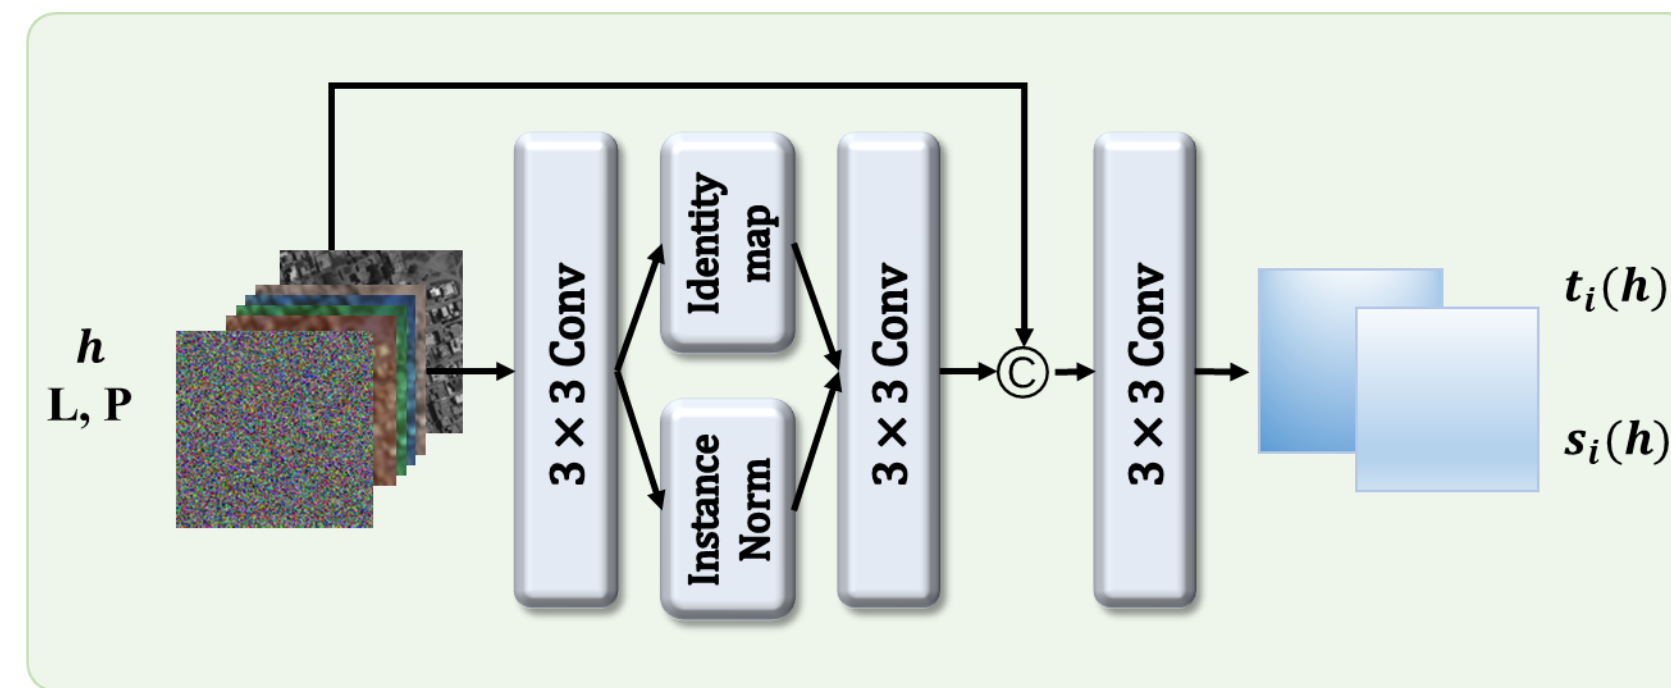 h
L, P
3 × 3 Conv
Identity
map
Instance
Norm
3 × 3 Conv
©
3 × 3 Conv
tᵢ(h)
sᵢ(h)